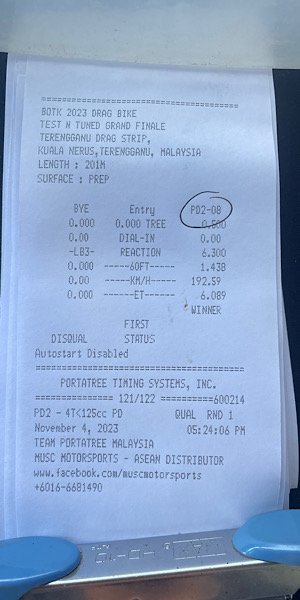 =======================================
BOTK 2023 DRAG BIKE
TEST N TUNED GRAND FINALE
TERENGGANU DRAG STRIP,
KUALA NERUS,TERENGGANU, MALAYSIA
LENGTH : 201M
SURFACE : PREP
BYE Entry PD2-08
0.000 0.000 TREE 0.500
0.00 DIAL-IN 0.00
-LB3- REACTION 6.300
0.000 ------60FT------ 1.438
0.00 ------KM/H----- 192.59
0.000 -------ET------ 6.089
WINNER
FIRST
DISQUAL STATUS
Autostart Disabled
=======================================
PORTATREE TIMING SYSTEMS, INC.
=============== 121/122 ==========600214
PD2 - 4T<125cc PD QUAL RND 1
November 4, 2023 05:24:06 PM
TEAM PORTATREE MALAYSIA
MUSC MOTORSPORTS - ASEAN DISTRIBUTOR
www.facebook.com/muscmotorsports
+6016-6681490